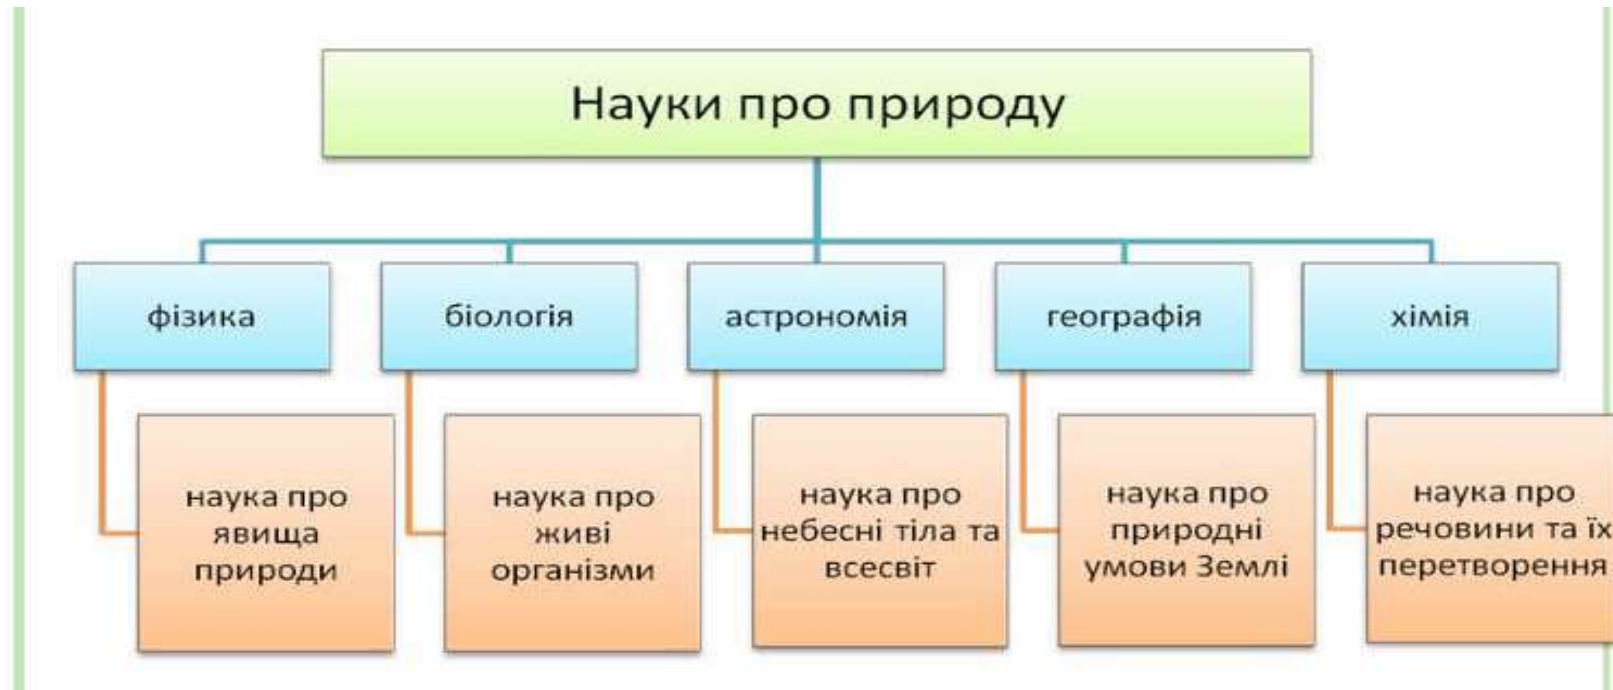 Науки про природу
фізика
біологія
астрономія
географія
хімія
наука про
явища
природи
наука про
живі
організми
наука про
небесні тіла та
всесвіт
наука про
природні
умови Землі
наука про
речовини та їх
перетворення